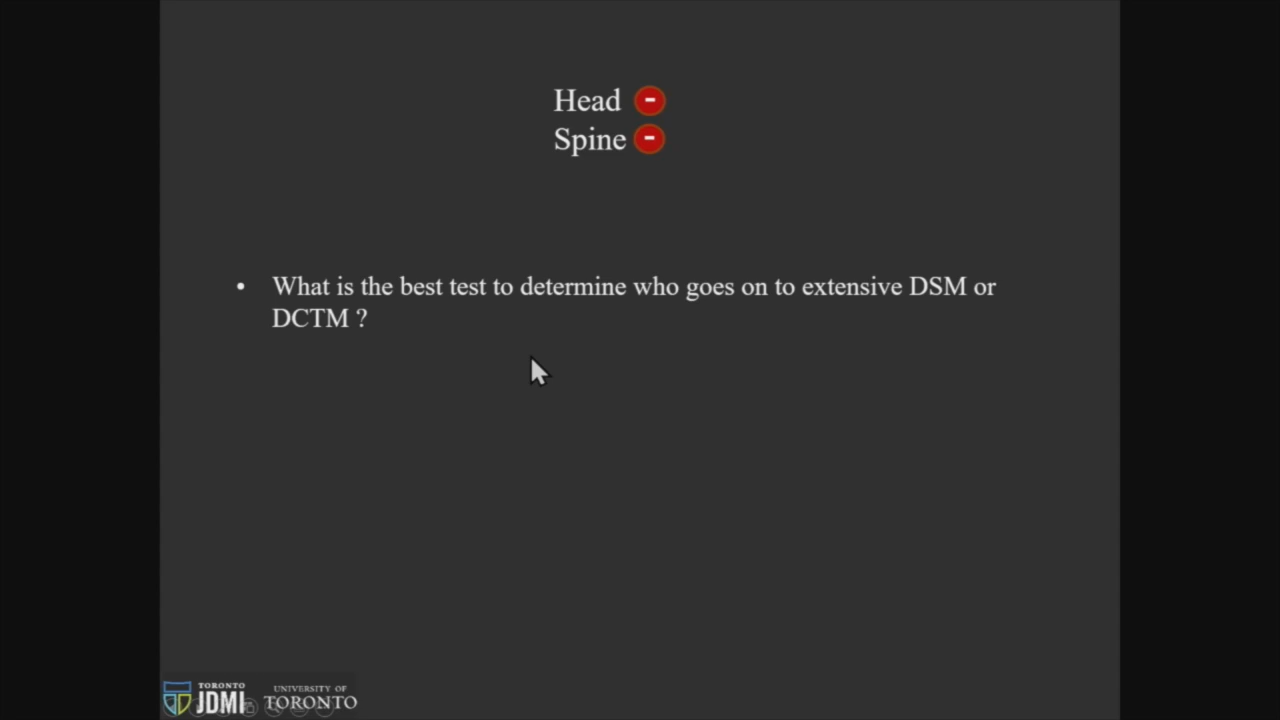 Head -
Spine -
• What is the best test to determine who goes on to extensive DSM or
DCTM ?
TORONTO
JDMI
UNIVERSITY OF
TORONTO